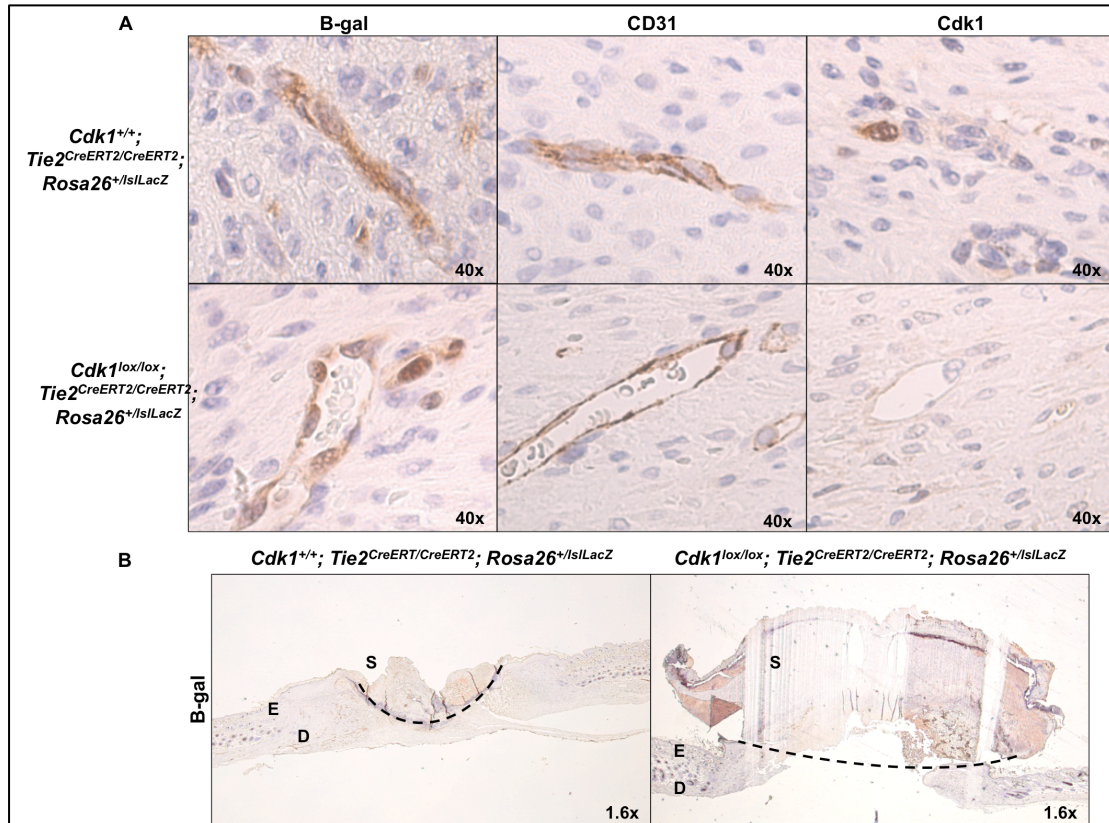 A
B-gal
CD31
Cdk1
Cdk1+/+;
Tie2CreERT2/CreERT2;
Rosa26+/lslLacZ
40x
40x
40x
Cdk1lox/lox;
Tie2CreERT2/CreERT2;
Rosa26+/lslLacZ
40x
40x
40x
B
Cdk1+/+; Tie2CreERT/CreERT2; Rosa26+/lslLacZ
Cdk1lox/lox; Tie2CreERT2/CreERT2; Rosa26+/lslLacZ
B-gal
S
E
D
1.6x
S
E
D
1.6x